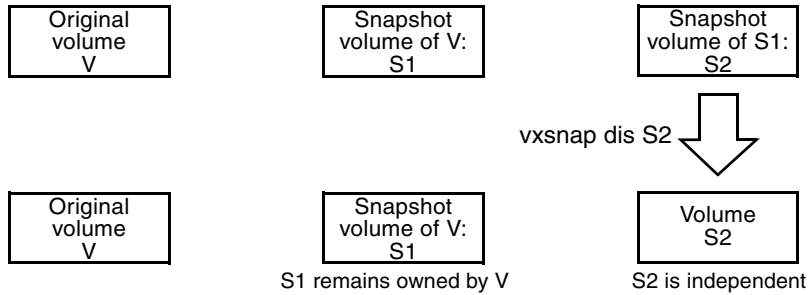 Original
volume
V
Snapshot
volume of V:
S1
Snapshot
volume of S1:
S2
vxsnap dis S2
Original
volume
V
Snapshot
volume of V:
S1
Volume
S2
S1 remains owned by V
S2 is independent